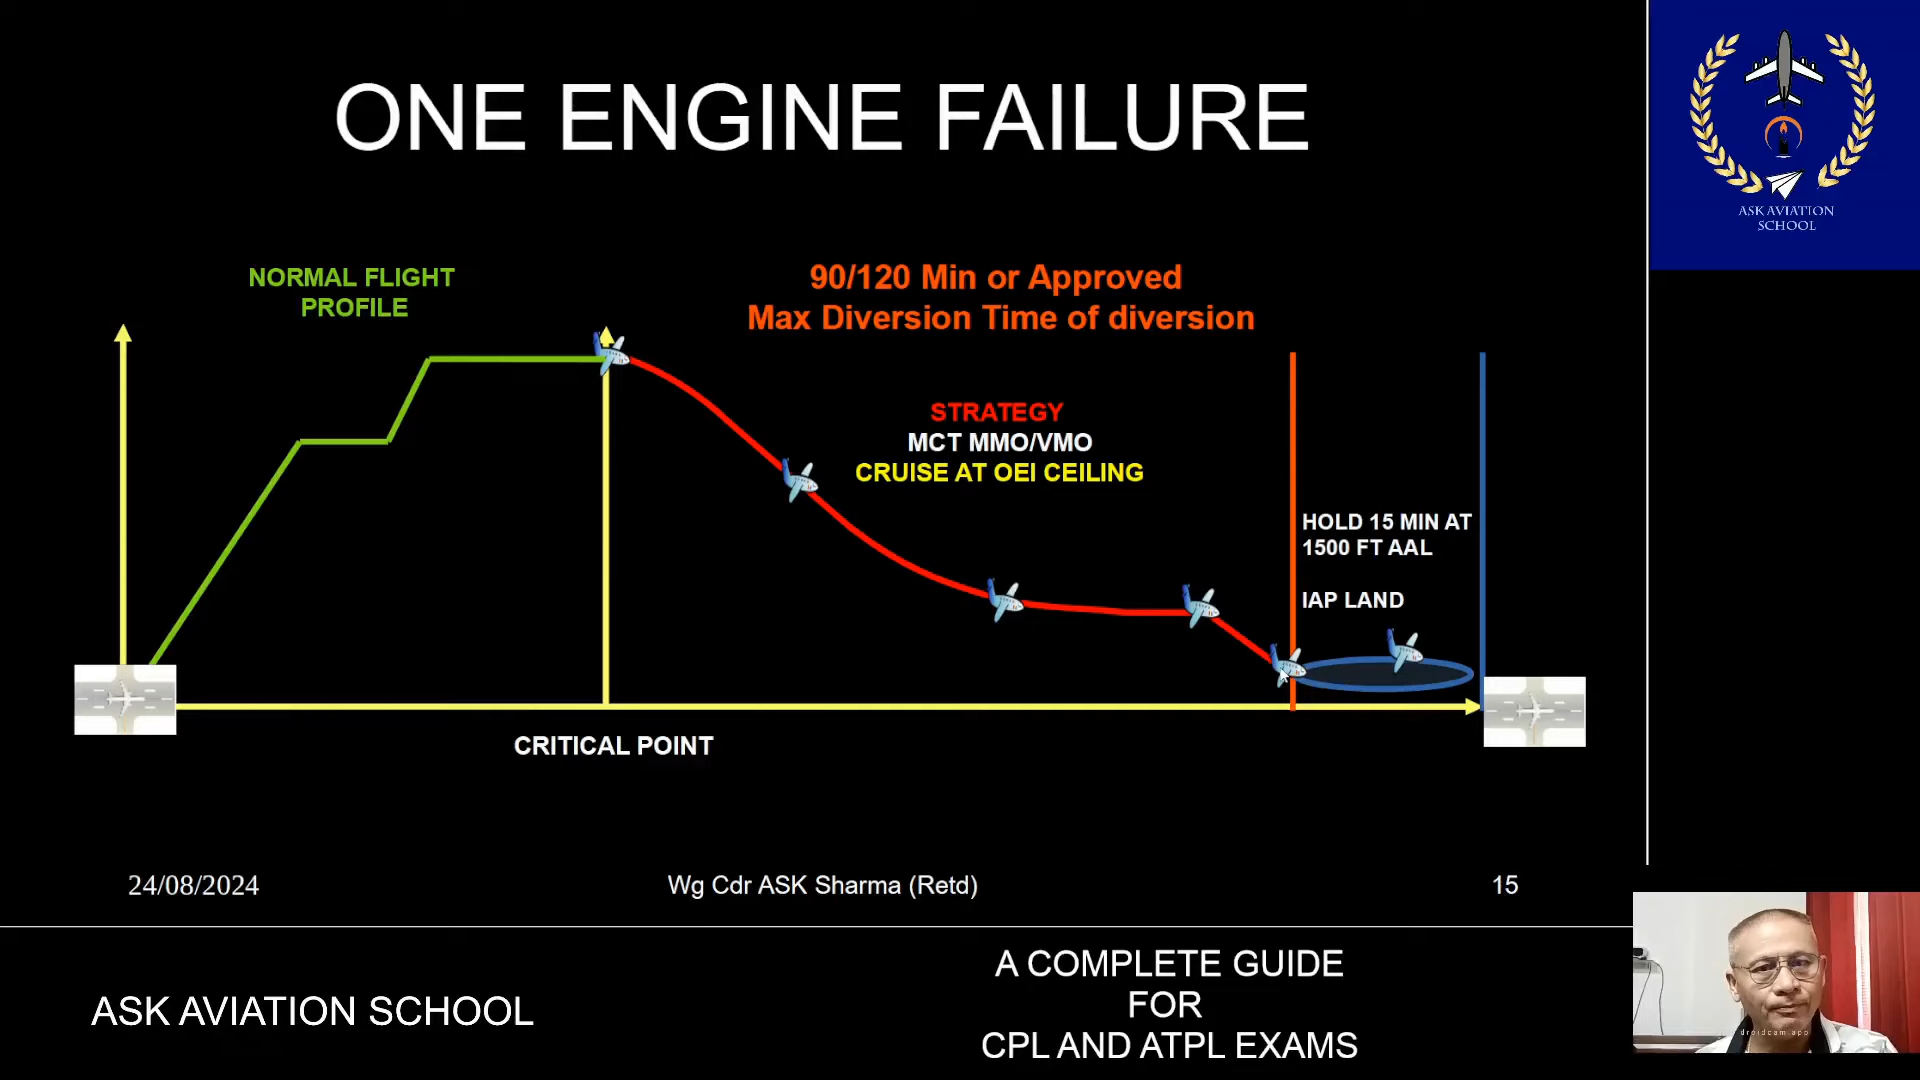 ONE ENGINE FAILURE
ASK AVIATION
SCHOOL
NORMAL FLIGHT
PROFILE
90/120 Min or Approved
Max Diversion Time of diversion
STRATEGY
MCT MMO/VMO
CRUISE AT OEI CEILING
HOLD 15 MIN AT
1500 FT AAL
IAP LAND
CRITICAL POINT
24/08/2024
Wg Cdr ASK Sharma (Retd)
15
ASK AVIATION SCHOOL
A COMPLETE GUIDE
FOR
CPL AND ATPL EXAMS
droidcam.app